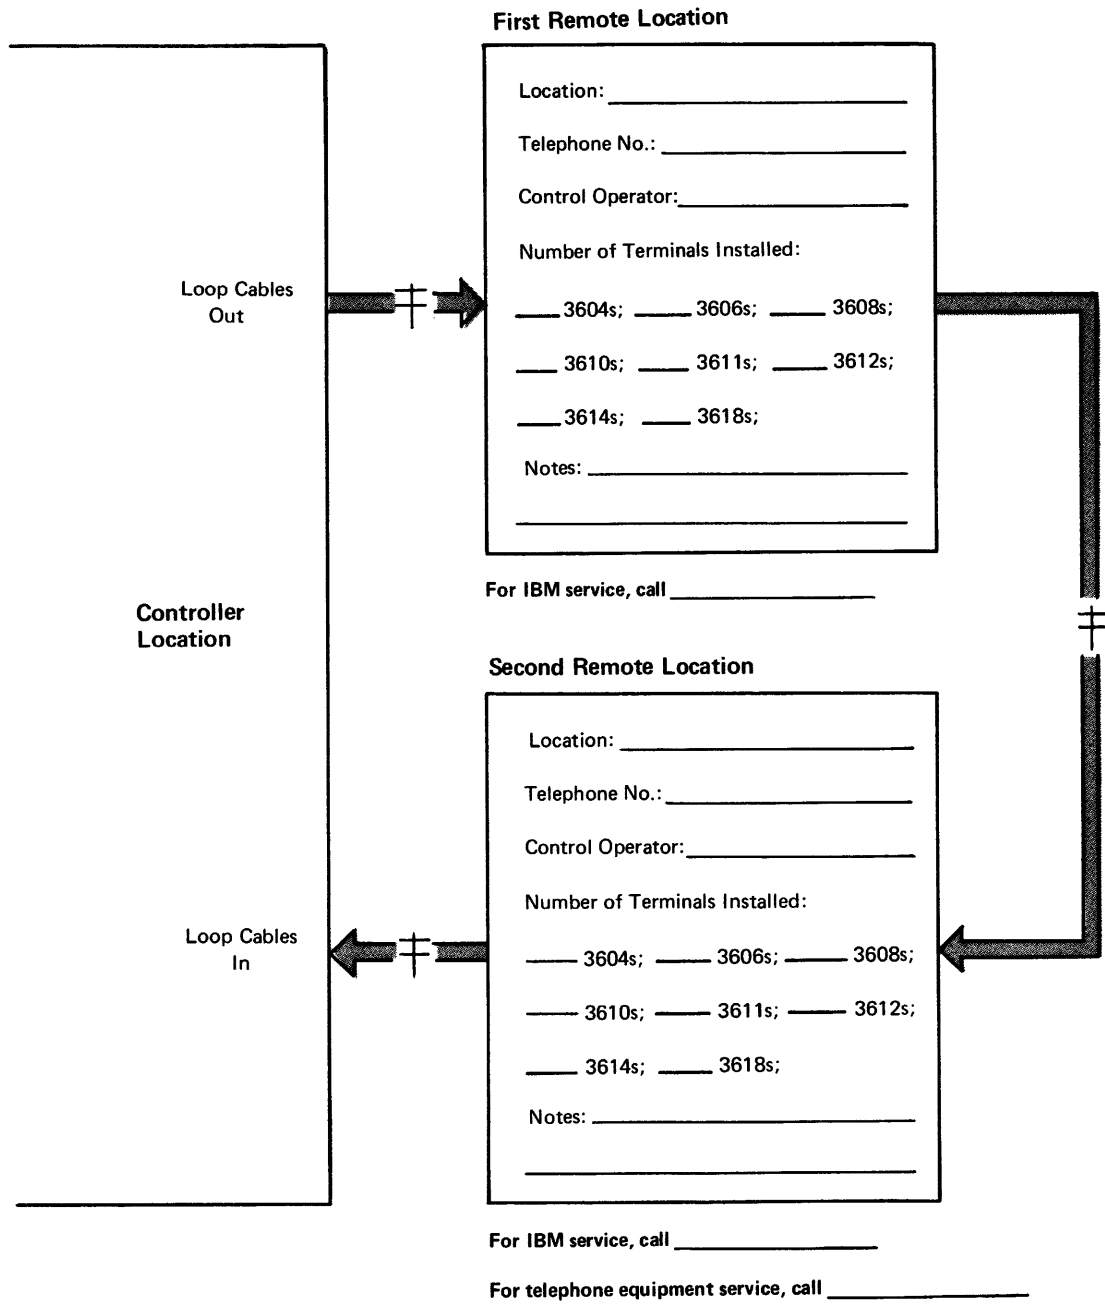 First Remote Location
Location:
Telephone No.:
Control Operator:
Number of Terminals Installed:
Loop Cables
Out
3604s; 3606s; 3608s;
3610s; 3611s; 3612s;
3614s; 3618s;
Notes:
For IBM service, call
Controller
Location
Second Remote Location
Location:
Telephone No.:
Control Operator:
Number of Terminals Installed:
Loop Cables
In
3604s; 3606s; 3608s;
3610s; 3611s; 3612s;
3614s; 3618s;
Notes:
For IBM service, call
For telephone equipment service, call